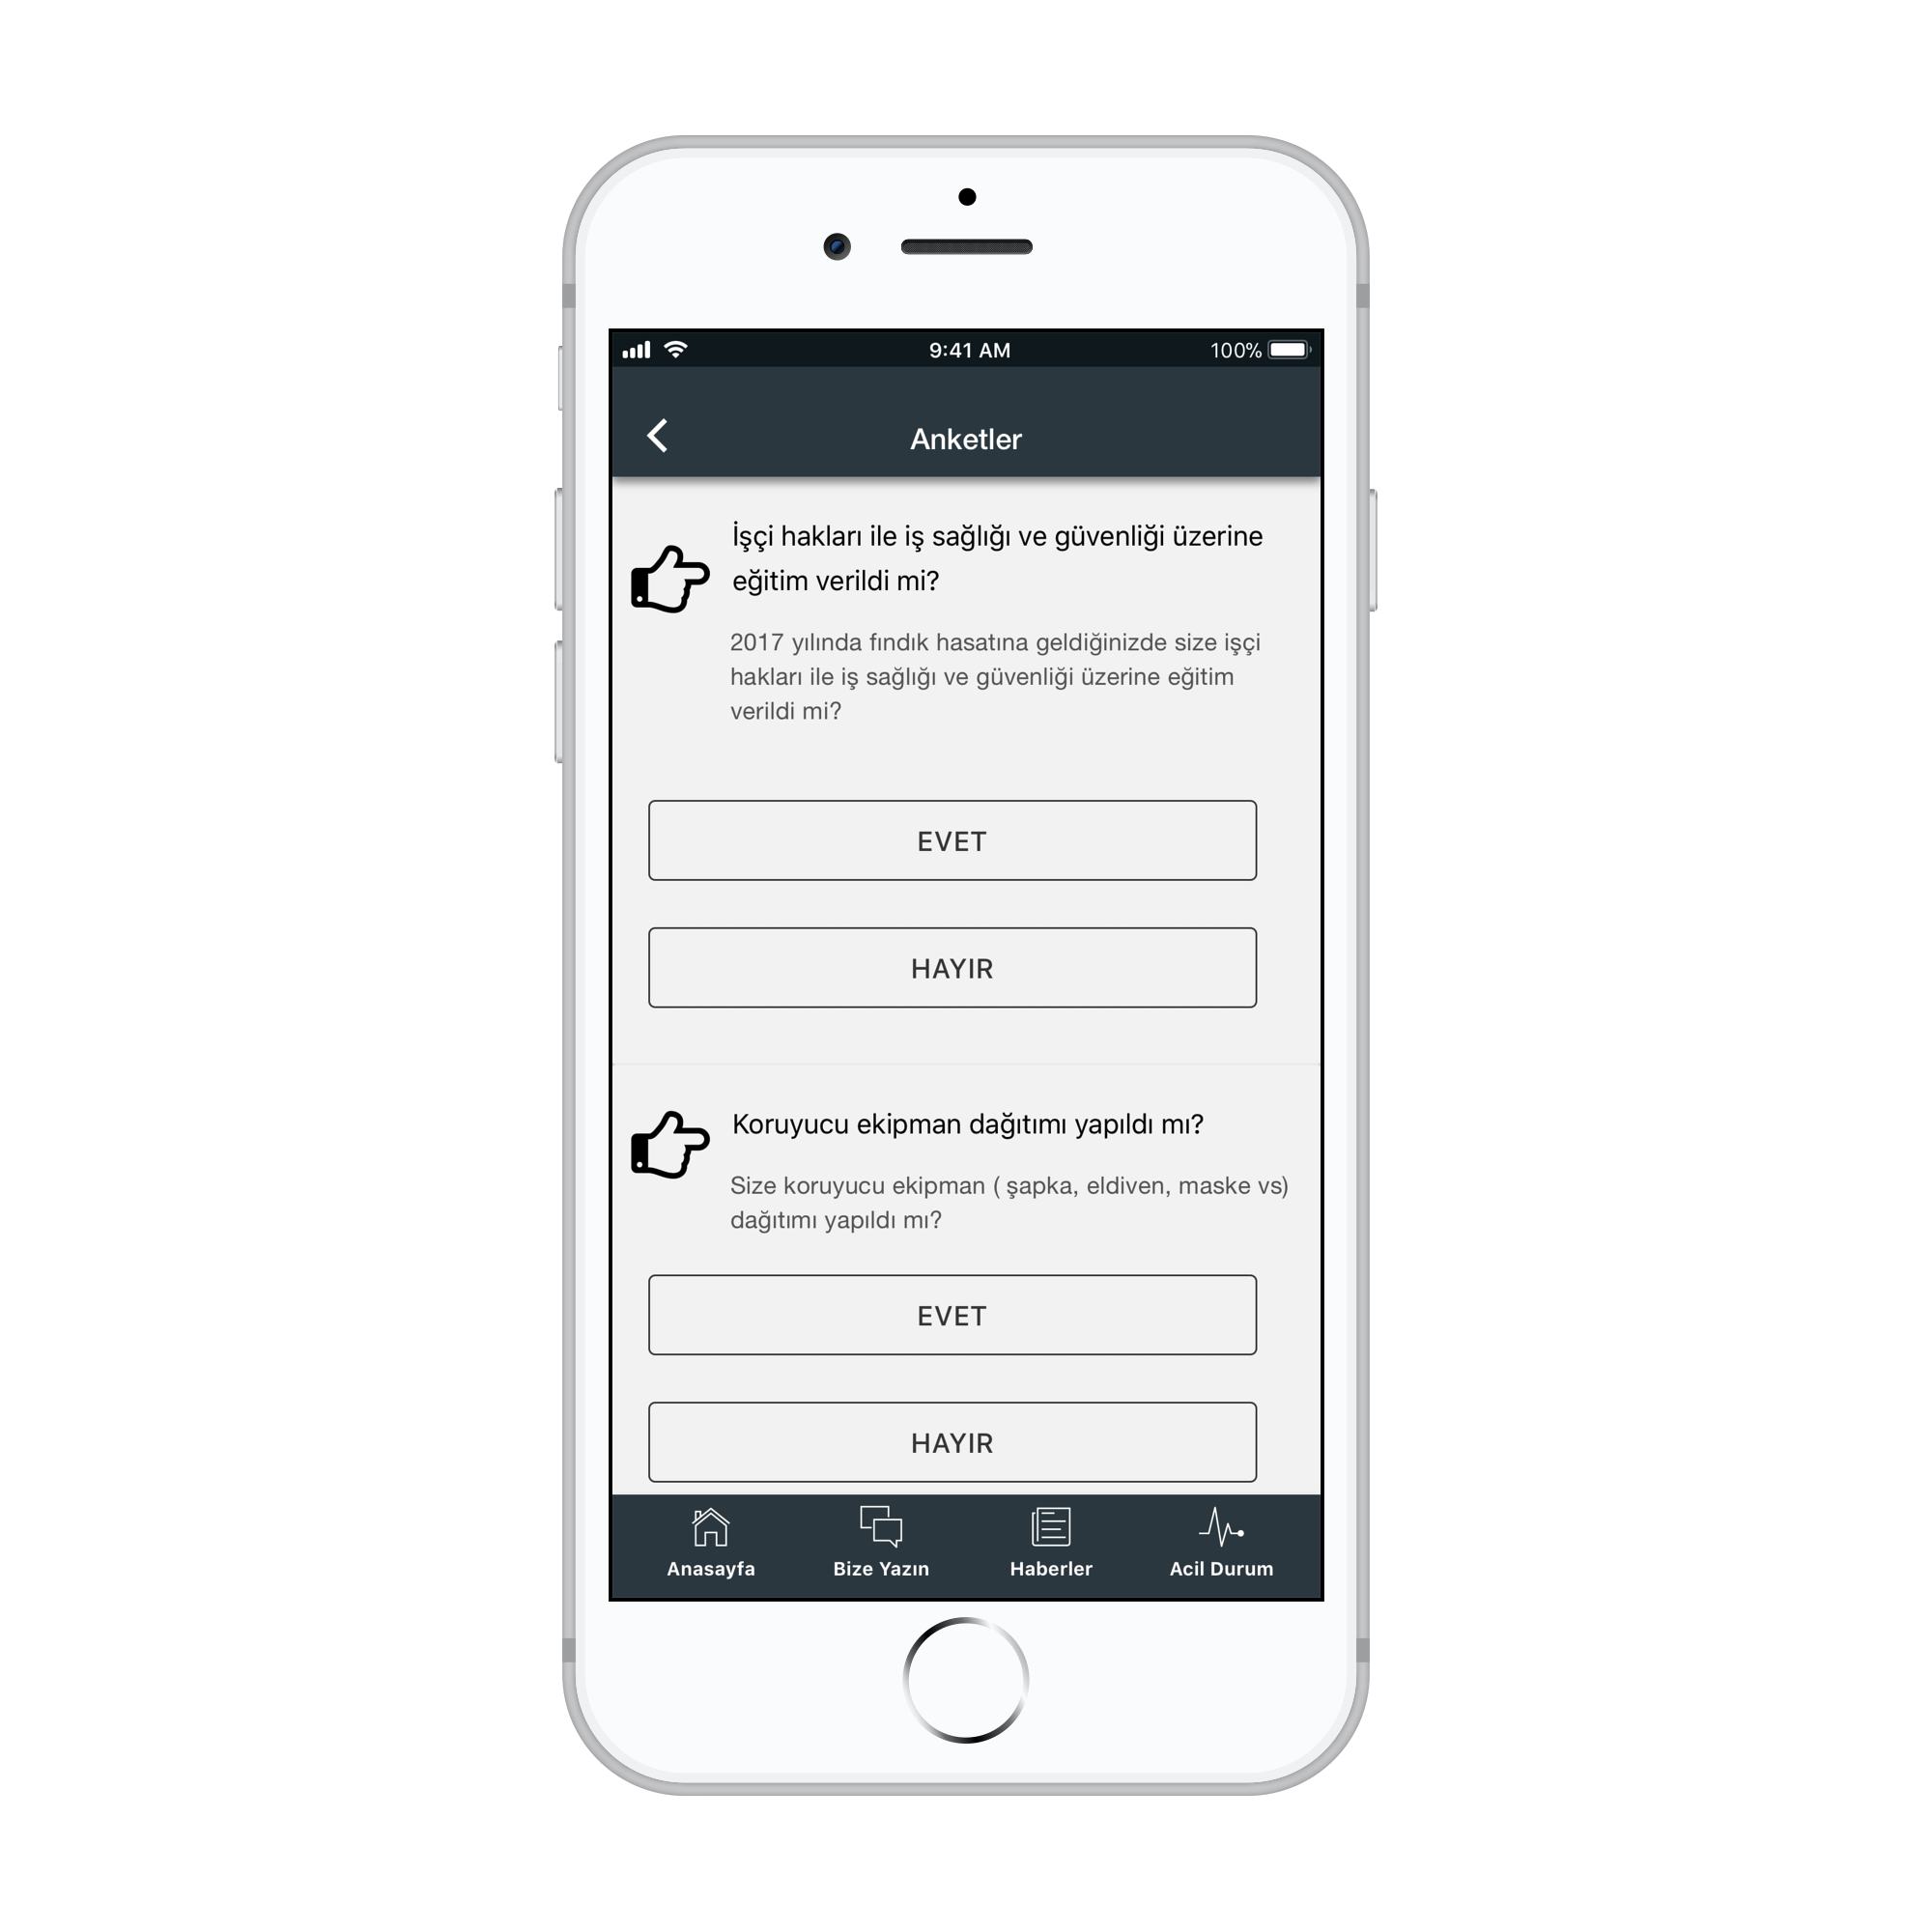 9:41 AM
100%
Anketler
İşçi hakları ile iş sağlığı ve güvenliği üzerine
eğitim verildi mi?
2017 yılında fındık hasatına geldiğinizde size işçi
hakları ile iş sağlığı ve güvenliği üzerine eğitim
verildi mi?
EVET
HAYIR
Koruyucu ekipman dağıtımı yapıldı mı?
Size koruyucu ekipman ( şapka, eldiven, maske vs)
dağıtımı yapıldı mı?
EVET
HAYIR
Anasayfa
Bize Yazın
Haberler
Acil Durum